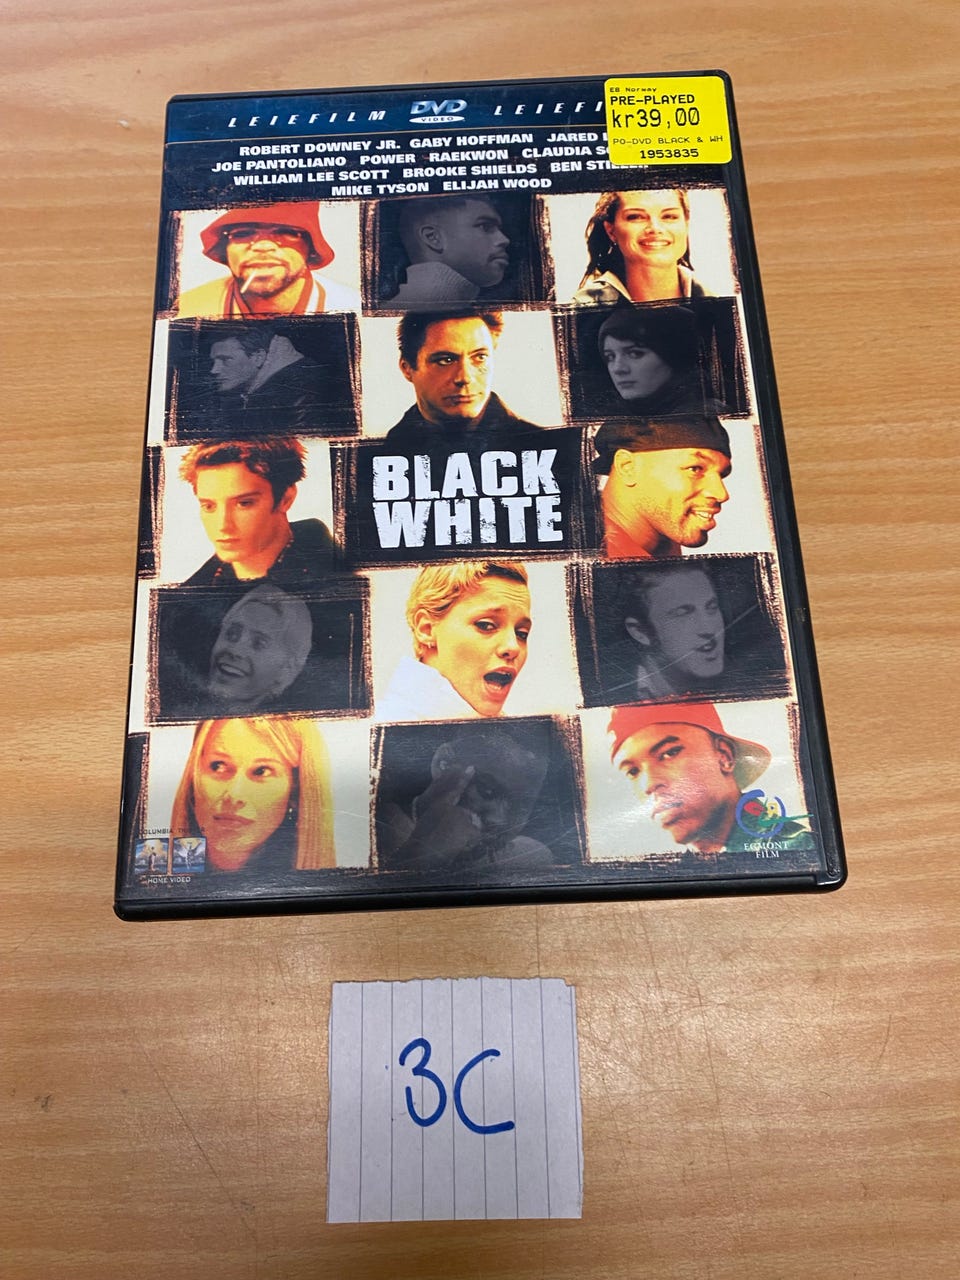 LEIEFILM DVD VIDEO
EB Norway
PRE-PLAYED
kr39,00
PO-DVD BLACK & WH
1953835
ROBERT DOWNEY JR. GABY HOFFMAN JARED
JOE PANTOLIANO POWER RAEKWON CLAUDIA
WILLIAM LEE SCOTT BROOKE SHIELDS BEN
MIKE TYSON ELIJAH WOOD
BLACK
WHITE
HOME VIDEO
EGMONT
FILM
3C